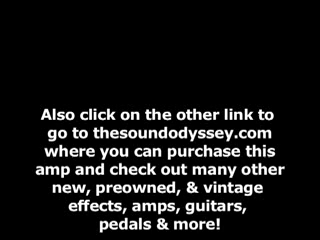 Also click on the other link to
go to thesoundodyssey.com
where you can purchase this
amp and check out many other
new, preowned, & vintage
effects, amps, guitars,
pedals & more!